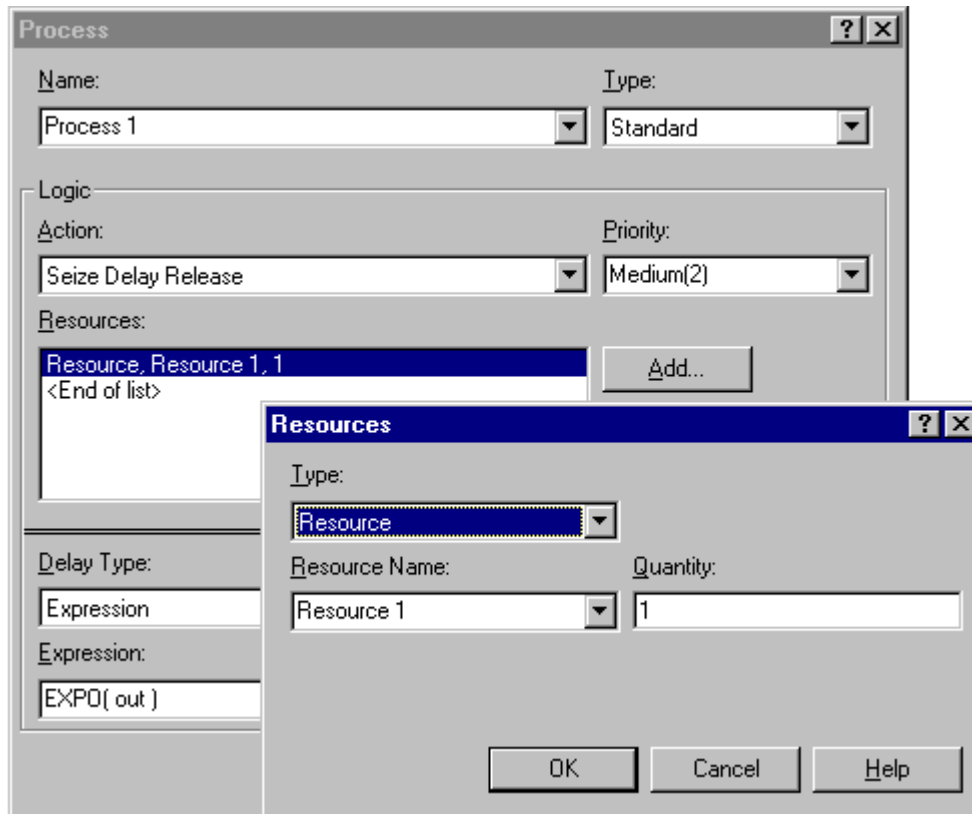 Process
Name:
Type:
Process 1
Standard
Logic
Action:
Priority:
Seize Delay Release
Medium(2)
Resources:
Resource, Resource 1, 1
Add...
<End of list>
Resources
Type:
Resource
Delay Type:
Resource Name:
Quantity:
Expression
Resource 1
1
Expression:
EXPO( out )
OK
Cancel
Help